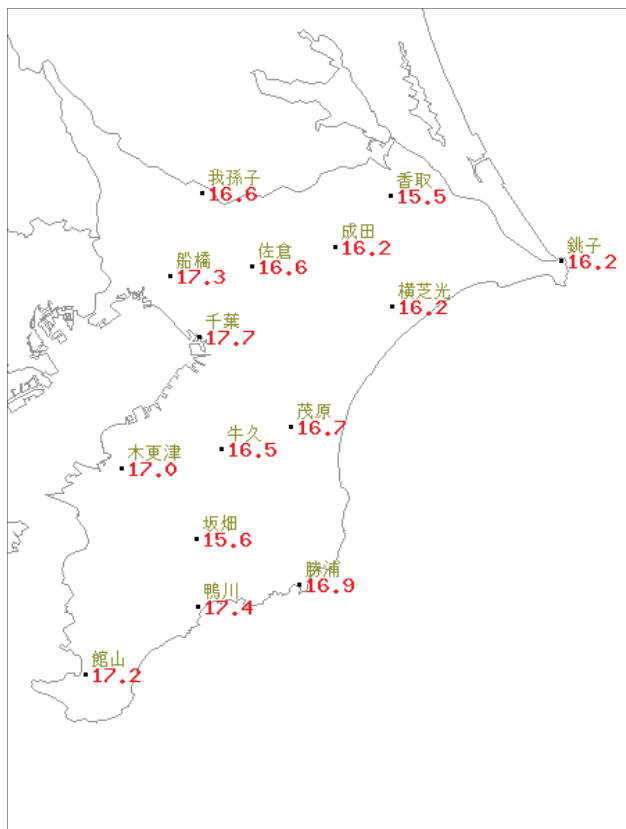 我孫子
16.6
香取
15.5
成田
16.2
佐倉
16.6
船橋
17.3
銚子
16.2
横芝光
16.2
千葉
17.7
茂原
16.7
牛久
16.5
木更津
17.0
坂畑
15.6
勝浦
16.9
鴨川
17.4
館山
17.2